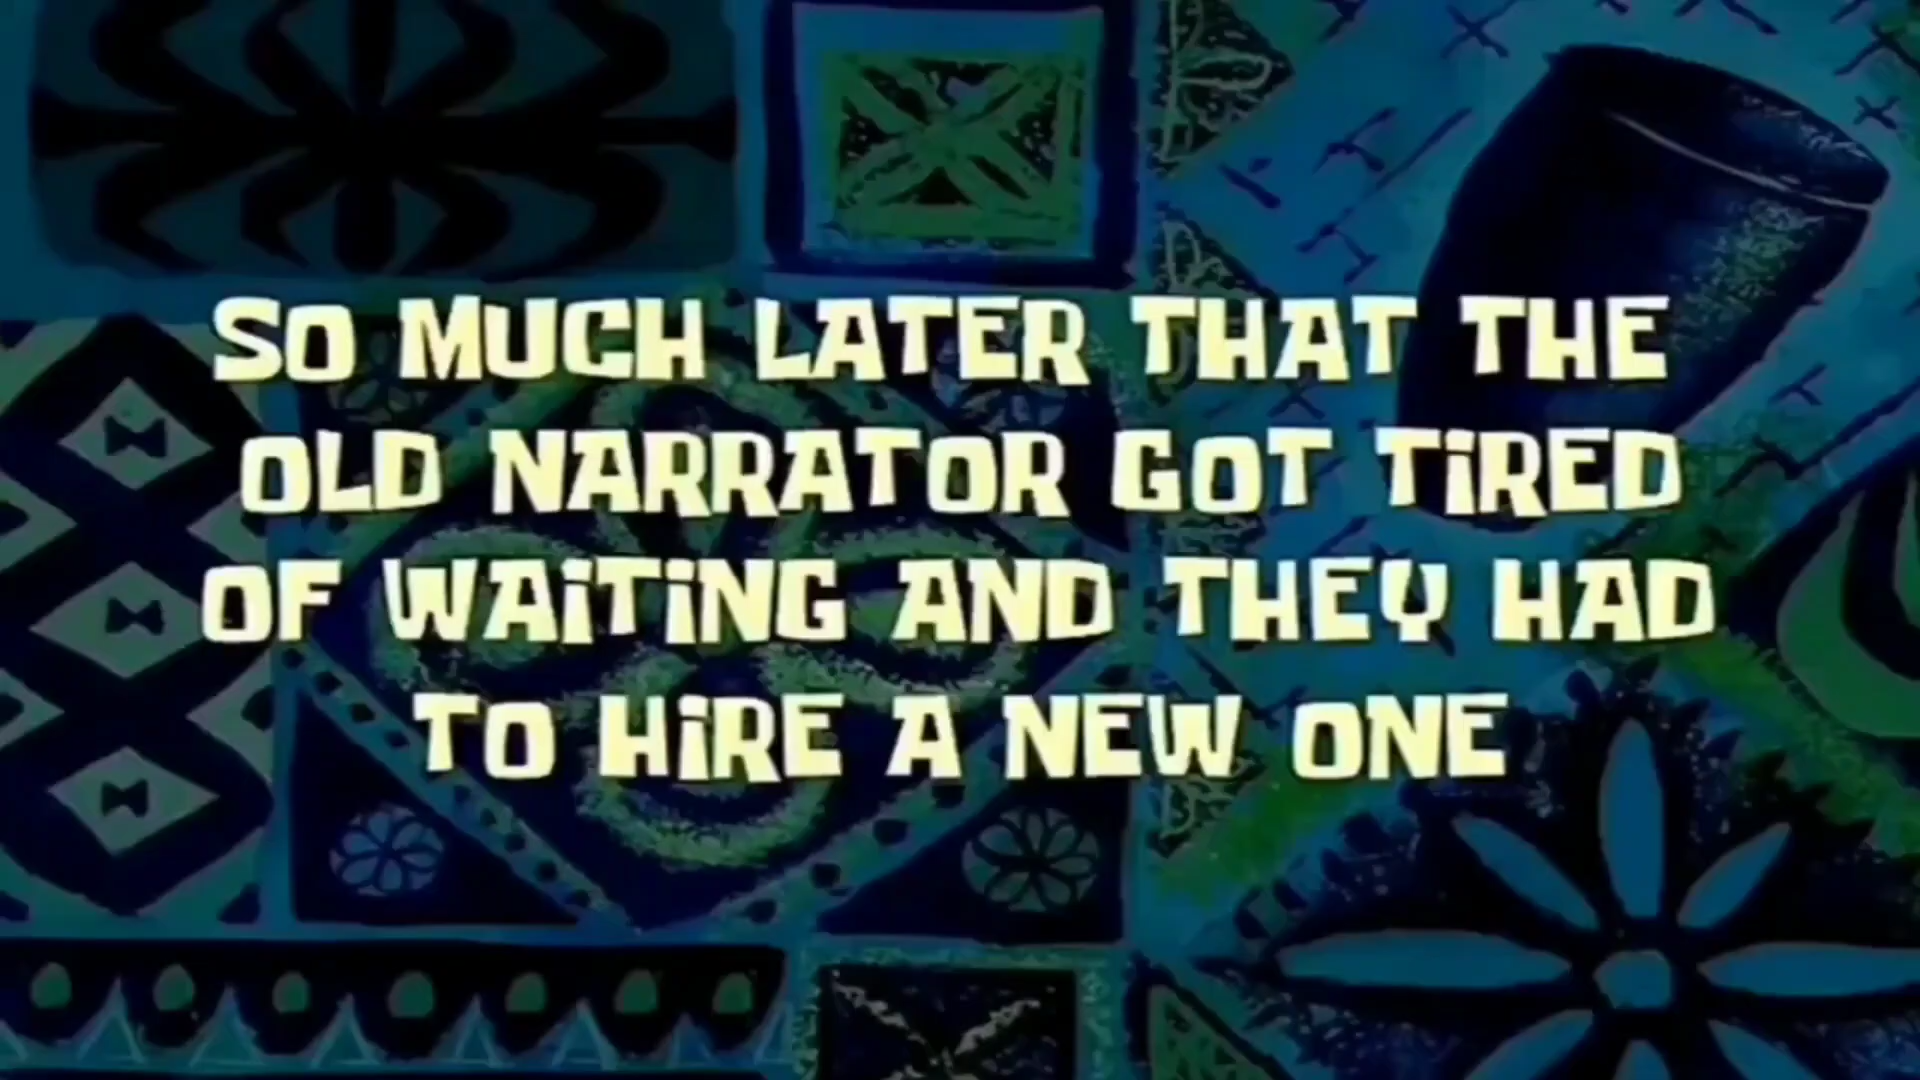 SO MUCH LATER THAT THE
OLD NARRATOR GOT TiRED
OF WAiTiNG AND THEY HAD
TO HiRE A NEW ONE